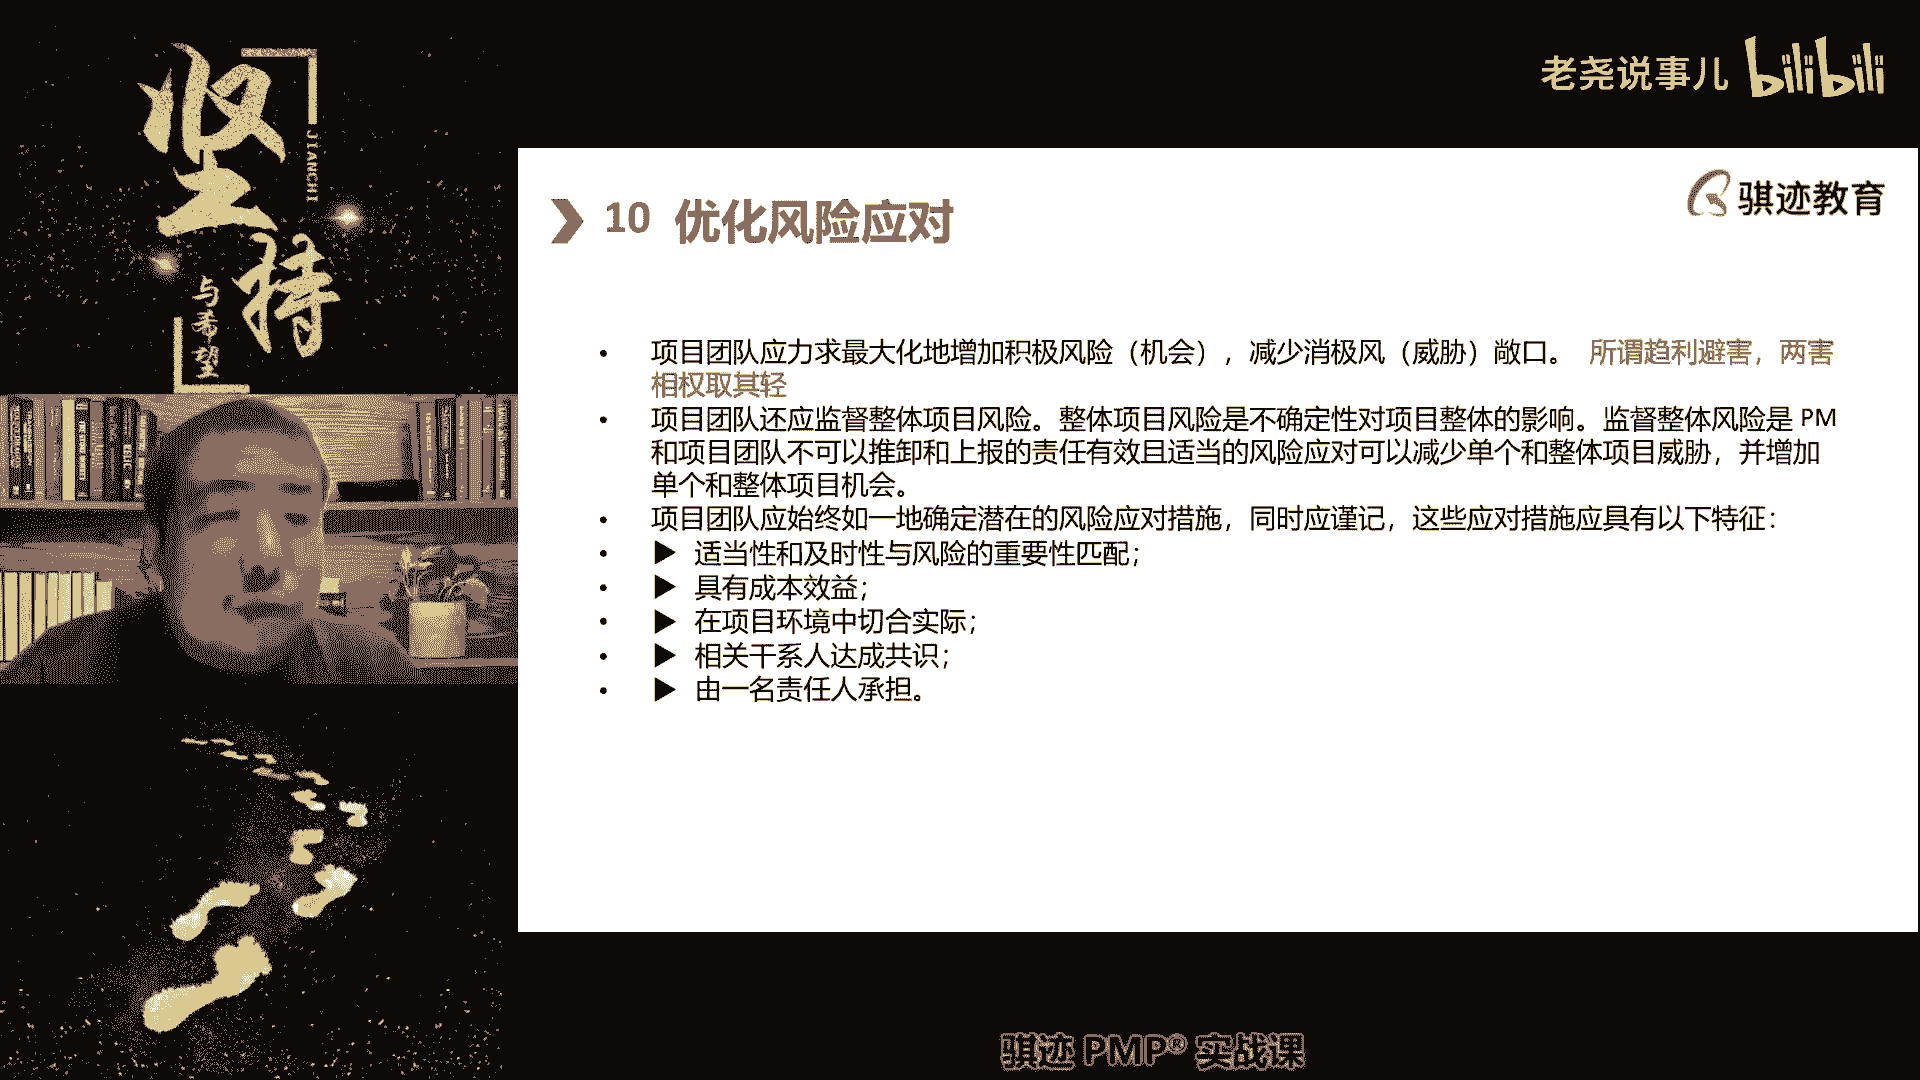 坚持
JIANCHI
与希望
老尧说事儿 bilibili
骐迹教育
10 优化风险应对
• 项目团队应力求最大化地增加积极风险（机会），减少消极风（威胁）敞口。 所谓趋利避害，两害
相权取其轻
• 项目团队还应监督整体项目风险。整体项目风险是不确定性对项目整体的影响。监督整体风险是 PM
和项目团队不可以推卸和上报的责任有效且适当的风险应对可以减少单个和整体项目威胁，并增加
单个和整体项目机会。
• 项目团队应始终如一地确定潜在的风险应对措施，同时应谨记，这些应对措施应具有以下特征：
• ▶ 适当性和及时性与风险的重要性匹配；
• ▶ 具有成本效益；
• ▶ 在项目环境中切合实际；
• ▶ 相关干系人达成共识；
• ▶ 由一名责任人承担。
骐迹 PMP® 实战课